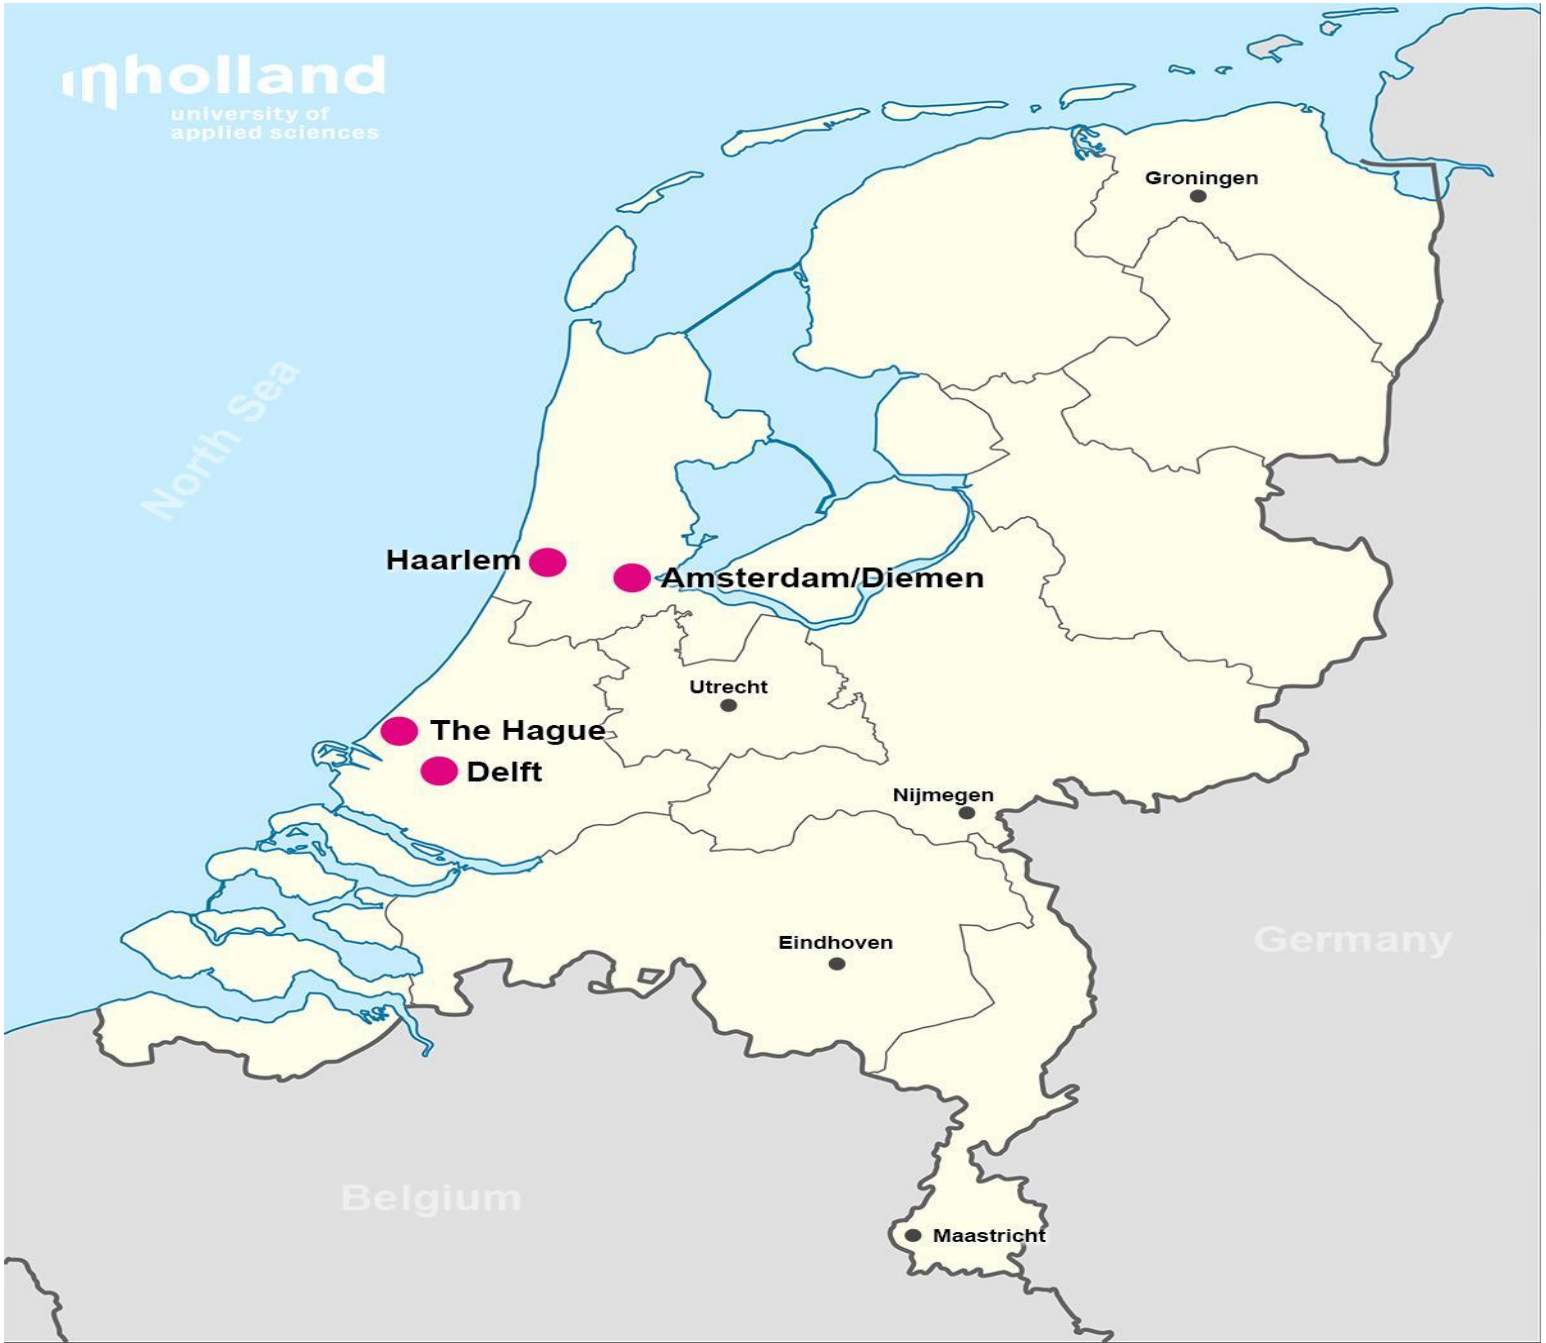 inholland
university of
applied sciences
Groningen
North Sea
Haarlem
Amsterdam/Diemen
Utrecht
The Hague
Delft
Nijmegen
Eindhoven
Germany
Belgium
Maastricht